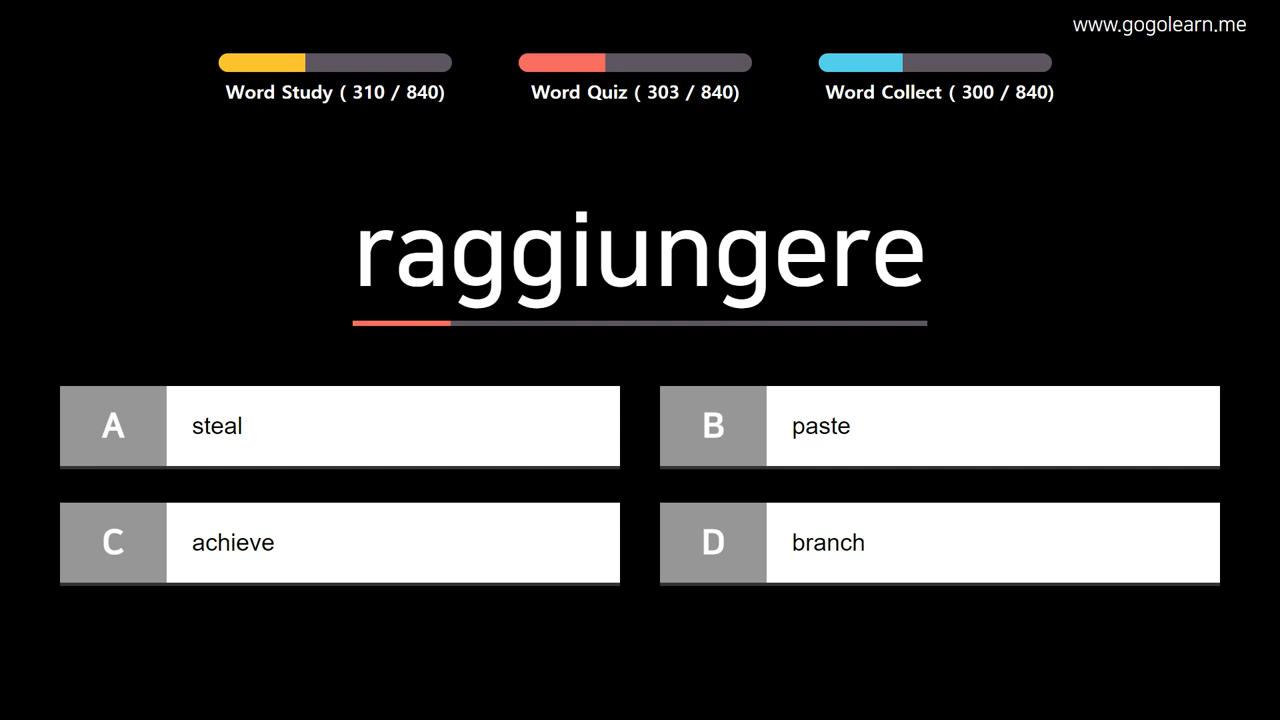 www.gogolearn.me
Word Study ( 310 / 840)
Word Quiz ( 303 / 840)
Word Collect ( 300 / 840)
raggiungere
A steal
B paste
C achieve
D branch